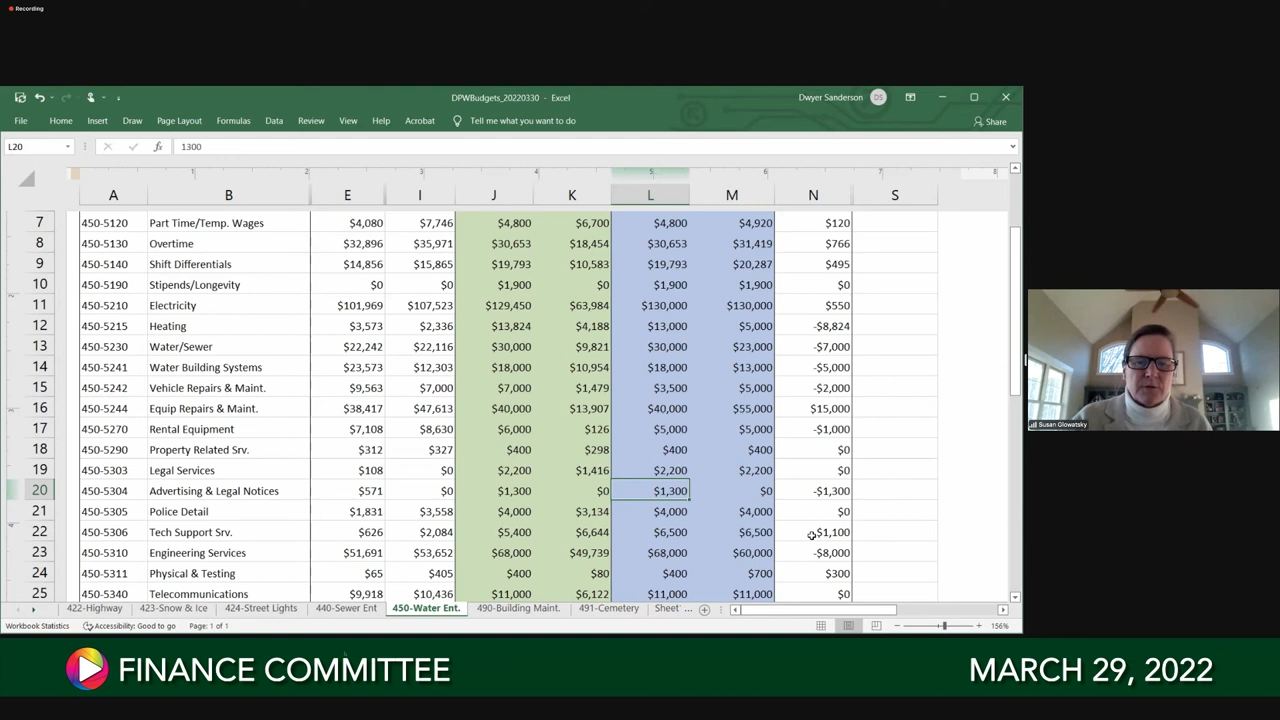 Recording
DPWBudgets_20220330 - Excel
Dwyer Sanderson DS
File Home Insert Draw Page Layout Formulas Data Review View Help Acrobat Tell me what you want to do Share
L20 fx 1300
1 2 3 4 5 6 7 8
A B E I J K L M N S
7 450-5120 Part Time/Temp. Wages $4,080 $7,746 $4,800 $6,700 $4,800 $4,920 $120
8 450-5130 Overtime $32,896 $35,971 $30,653 $18,454 $30,653 $31,419 $766
9 450-5140 Shift Differentials $14,856 $15,865 $19,793 $10,583 $19,793 $20,287 $495
10 450-5190 Stipends/Longevity $0 $0 $1,900 $0 $1,900 $1,900 $0
11 450-5210 Electricity $101,969 $107,523 $129,450 $63,984 $130,000 $130,000 $550
12 450-5215 Heating $3,573 $2,336 $13,824 $4,188 $13,000 $5,000 -$8,824
13 450-5230 Water/Sewer $22,242 $22,116 $30,000 $9,821 $30,000 $23,000 -$7,000
14 450-5241 Water Building Systems $23,573 $12,303 $18,000 $10,954 $18,000 $13,000 -$5,000
15 450-5242 Vehicle Repairs & Maint. $9,563 $7,000 $7,000 $1,479 $3,500 $5,000 -$2,000
16 450-5244 Equip Repairs & Maint. $38,417 $47,613 $40,000 $13,907 $40,000 $55,000 $15,000
17 450-5270 Rental Equipment $7,108 $8,630 $6,000 $126 $5,000 $5,000 -$1,000
18 450-5290 Property Related Srv. $312 $327 $400 $298 $400 $400 $0
19 450-5303 Legal Services $108 $0 $2,200 $1,416 $2,200 $2,200 $0
20 450-5304 Advertising & Legal Notices $571 $0 $1,300 $0 $1,300 $0 -$1,300
21 450-5305 Police Detail $1,831 $3,558 $4,000 $3,134 $4,000 $4,000 $0
22 450-5306 Tech Support Srv. $626 $2,084 $5,400 $6,644 $6,500 $6,500 $1,100
23 450-5310 Engineering Services $51,691 $53,652 $68,000 $49,739 $68,000 $60,000 -$8,000
24 450-5311 Physical & Testing $65 $405 $400 $80 $400 $700 $300
25 450-5340 Telecommunications $9,918 $10,436 $11,000 $6,122 $11,000 $11,000 $0
422-Highway 423-Snow & Ice 424-Street Lights 440-Sewer Ent 450-Water Ent. 490-Building Maint. 491-Cemetery Sheet ...
Workbook Statistics Accessibility: Good to go Page: 1 of 1 156%
Susan Glowatsky
FINANCE COMMITTEE
MARCH 29, 2022